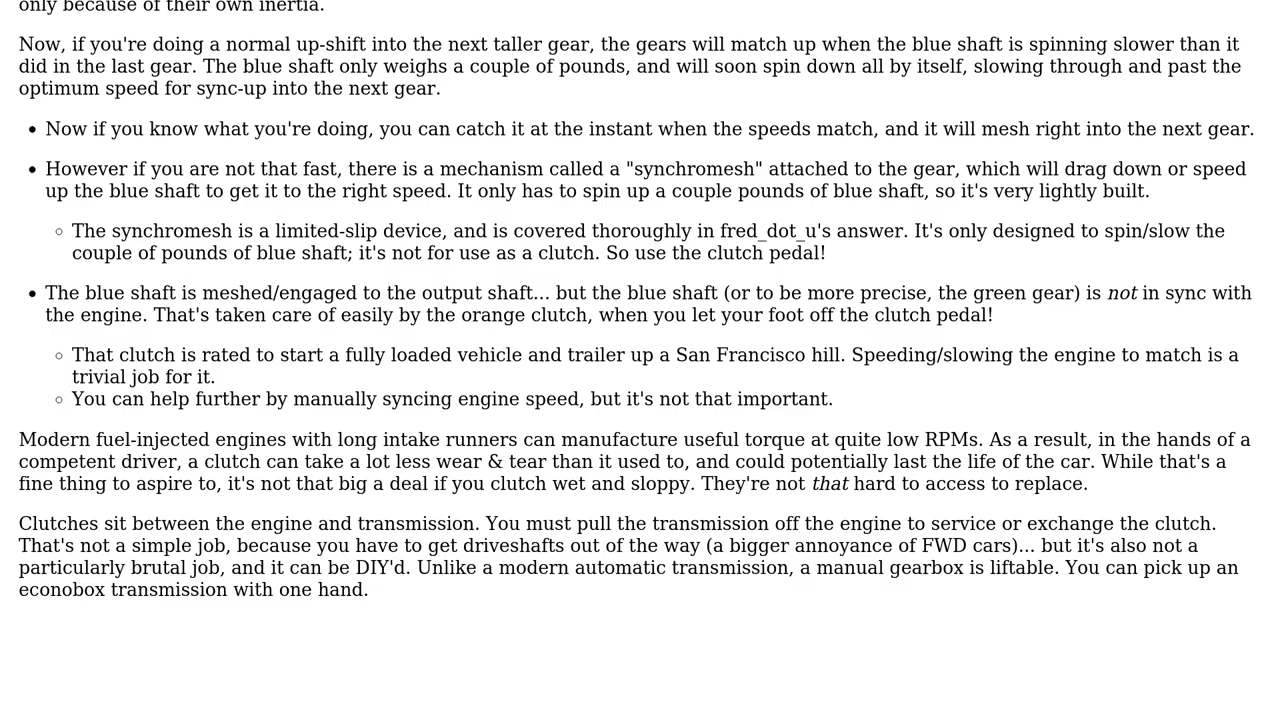 only because of their own inertia.
Now, if you're doing a normal up-shift into the next taller gear, the gears will match up when the blue shaft is spinning slower than it
did in the last gear. The blue shaft only weighs a couple of pounds, and will soon spin down all by itself, slowing through and past the
optimum speed for sync-up into the next gear.
• Now if you know what you're doing, you can catch it at the instant when the speeds match, and it will mesh right into the next gear.
• However if you are not that fast, there is a mechanism called a "synchromesh" attached to the gear, which will drag down or speed
up the blue shaft to get it to the right speed. It only has to spin up a couple pounds of blue shaft, so it's very lightly built.
◦ The synchromesh is a limited-slip device, and is covered thoroughly in fred_dot_u's answer. It's only designed to spin/slow the
couple of pounds of blue shaft; it's not for use as a clutch. So use the clutch pedal!
• The blue shaft is meshed/engaged to the output shaft... but the blue shaft (or to be more precise, the green gear) is not in sync with
the engine. That's taken care of easily by the orange clutch, when you let your foot off the clutch pedal!
◦ That clutch is rated to start a fully loaded vehicle and trailer up a San Francisco hill. Speeding/slowing the engine to match is a
trivial job for it.
◦ You can help further by manually syncing engine speed, but it's not that important.
Modern fuel-injected engines with long intake runners can manufacture useful torque at quite low RPMs. As a result, in the hands of a
competent driver, a clutch can take a lot less wear & tear than it used to, and could potentially last the life of the car. While that's a
fine thing to aspire to, it's not that big a deal if you clutch wet and sloppy. They're not that hard to access to replace.
Clutches sit between the engine and transmission. You must pull the transmission off the engine to service or exchange the clutch.
That's not a simple job, because you have to get driveshafts out of the way (a bigger annoyance of FWD cars)... but it's also not a
particularly brutal job, and it can be DIY'd. Unlike a modern automatic transmission, a manual gearbox is liftable. You can pick up an
econobox transmission with one hand.